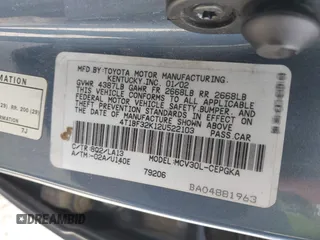 MFD. BY: TOYOTA MOTOR MANUFACTURING,
KENTUCKY,INC. 01/02
GVWR 4387LB GAWR FR 2668LB RR 2668LB
THIS VEHICLE CONFORMS TO ALL APPLICABLE
FEDERAL MOTOR VEHICLE SAFETY,BUMPER, AND
THEFT PREVENTION STANDARDS IN EFFECT ON
THE DATE OF MANUFACTURE SHOWN ABOVE.
4T1BF32K12U522103 PASS.CAR
C/TR 8Q2/LA13 MODEL:MCV30L-CEPGKA
A/TM -02A/U140E
79206
BA04881963
ORMATION